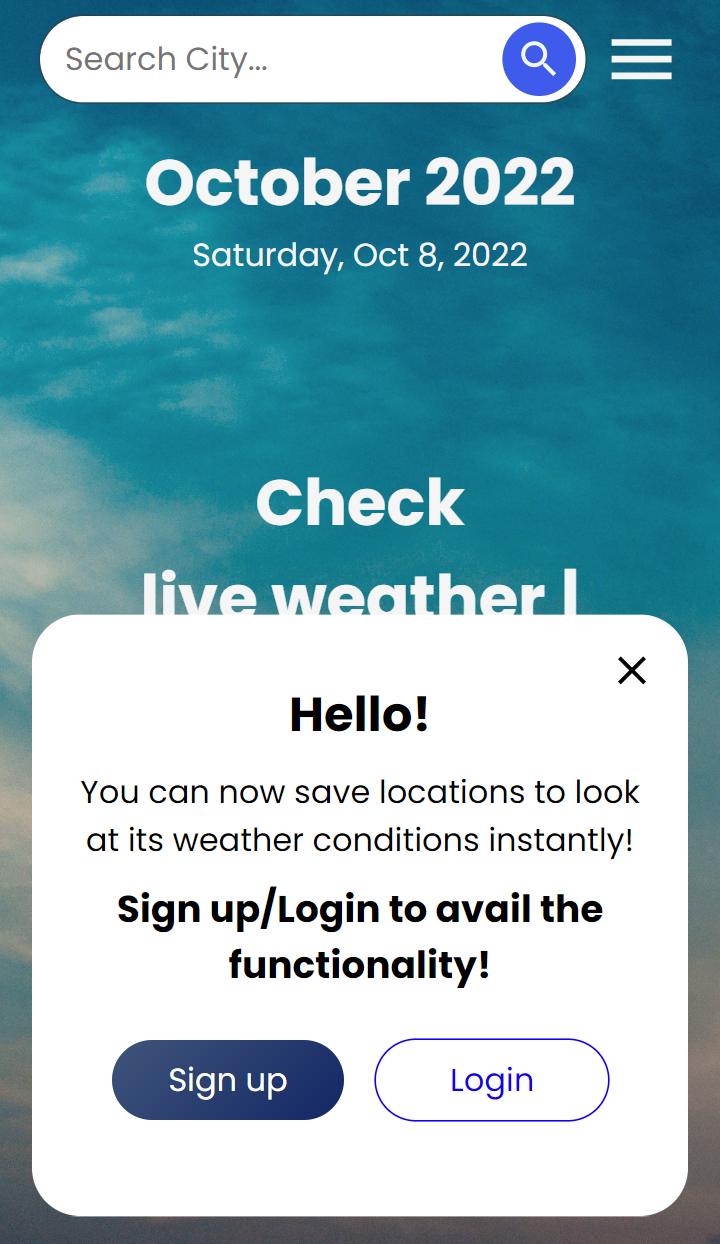 Search City...
October 2022
Saturday, Oct 8, 2022
Check
live weather |
Hello!
You can now save locations to look
at its weather conditions instantly!
Sign up/Login to avail the
functionality!
Sign up
Login